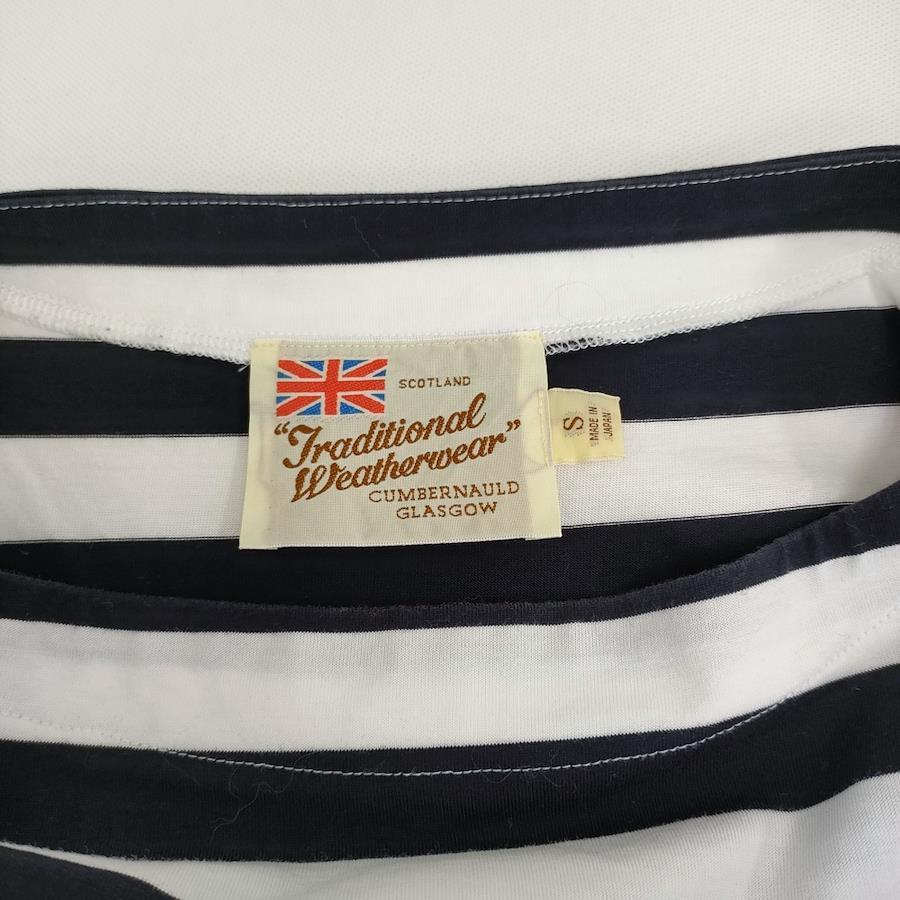 SCOTLAND
"Traditional
Weatherwear"
CUMBERNAULD
GLASGOW
S
MADE IN
JAPAN